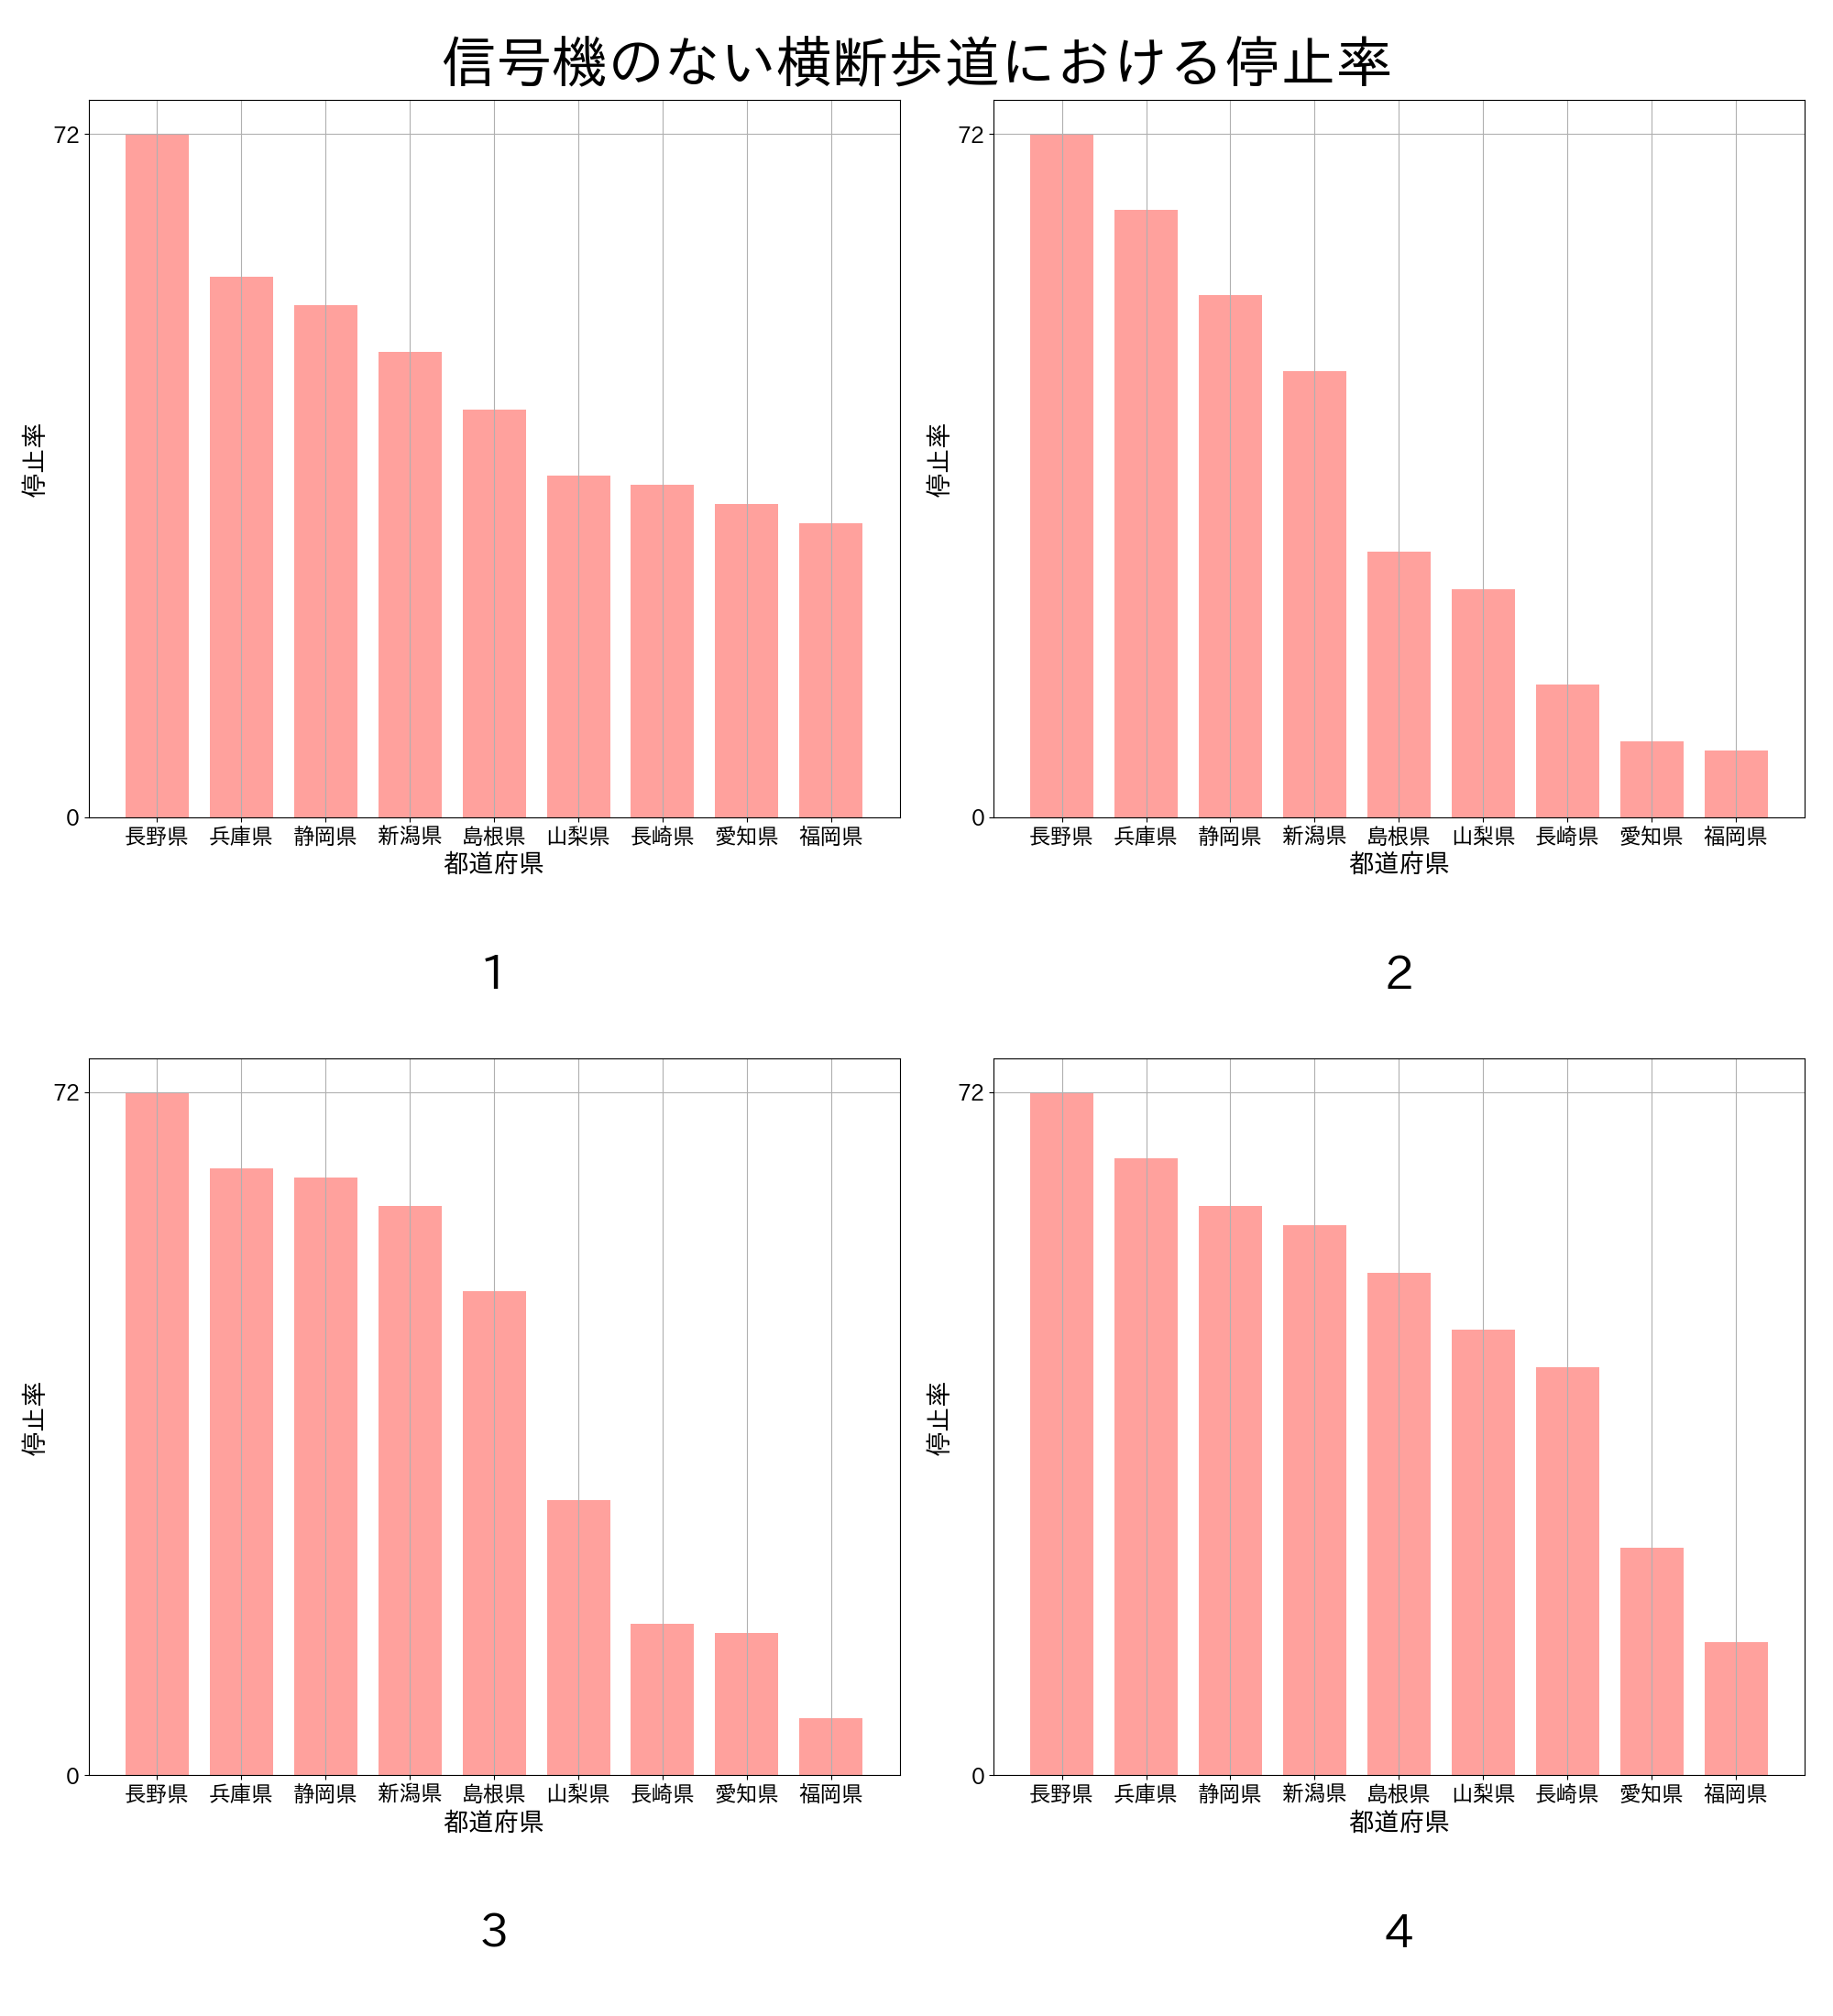 信号機のない横断歩道における停止率
72
0
停止率
長野県 兵庫県 静岡県 新潟県 島根県 山梨県 長崎県 愛知県 福岡県
都道府県
1
72
0
停止率
長野県 兵庫県 静岡県 新潟県 島根県 山梨県 長崎県 愛知県 福岡県
都道府県
2
72
0
停止率
長野県 兵庫県 静岡県 新潟県 島根県 山梨県 長崎県 愛知県 福岡県
都道府県
3
72
0
停止率
長野県 兵庫県 静岡県 新潟県 島根県 山梨県 長崎県 愛知県 福岡県
都道府県
4